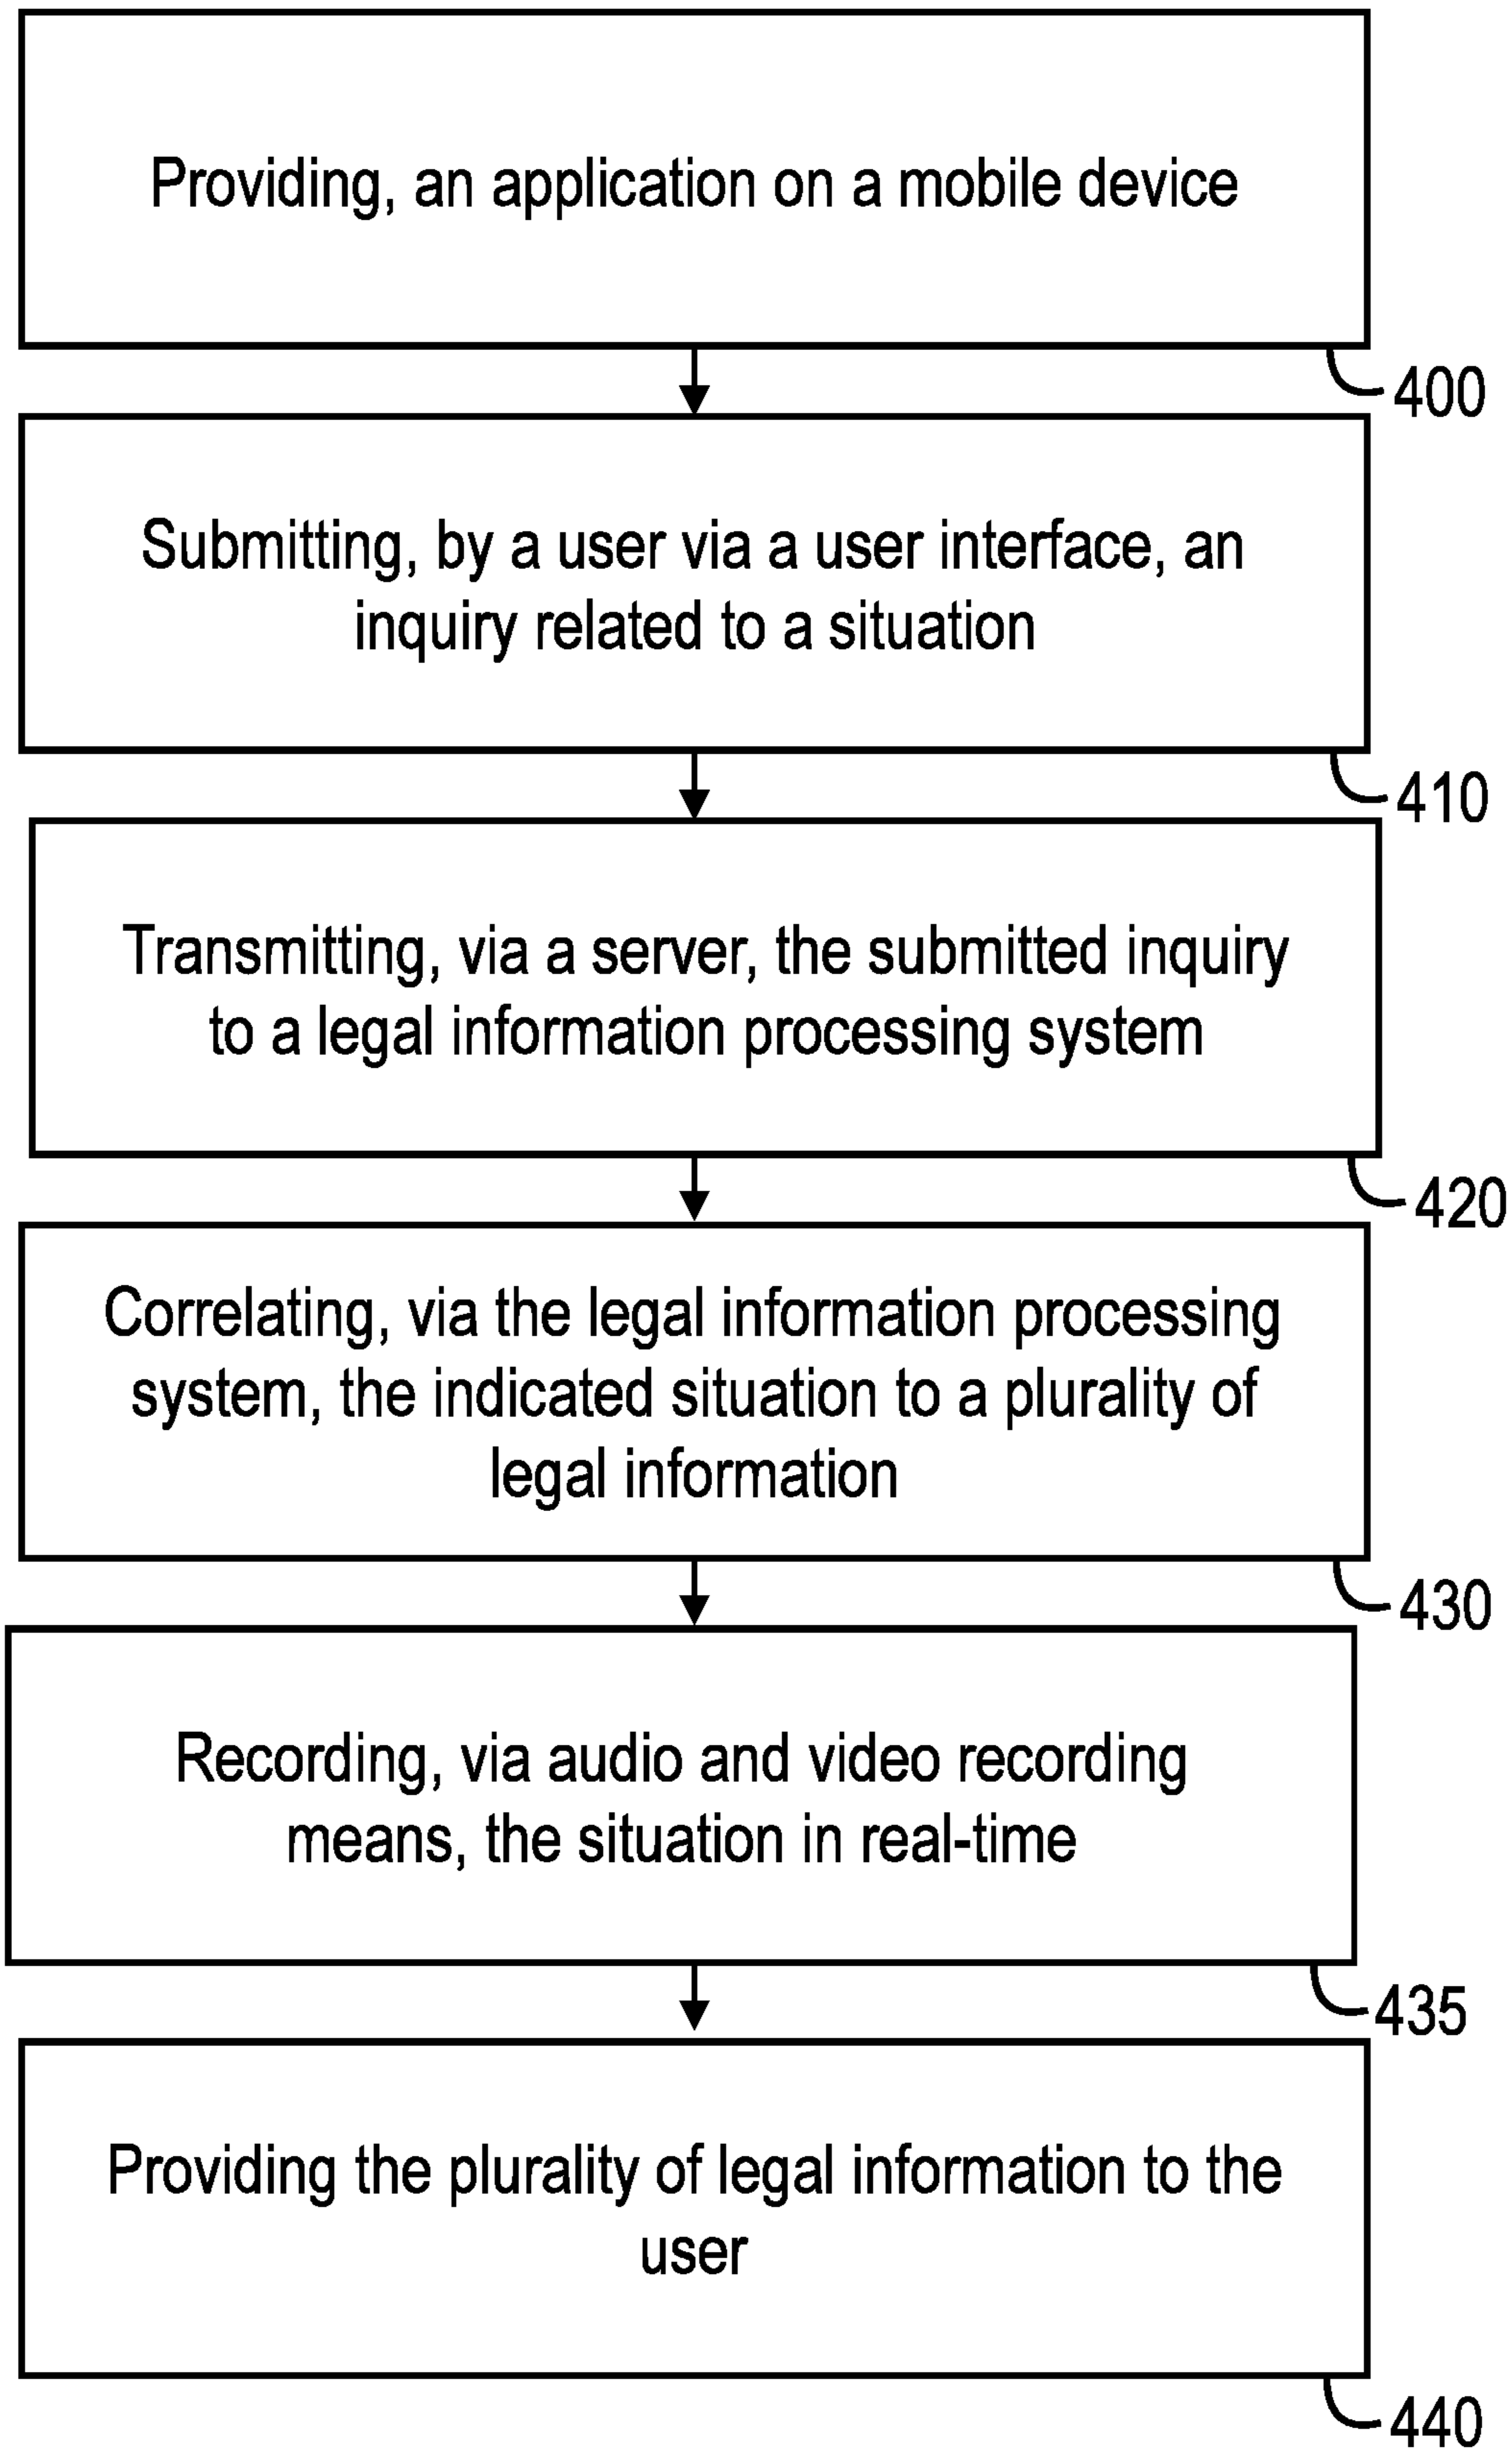 Providing, an application on a mobile device
400
Submitting, by a user via a user interface, an
inquiry related to a situation
410
Transmitting, via a server, the submitted inquiry
to a legal information processing system
420
Correlating, via the legal information processing
system, the indicated situation to a plurality of
legal information
430
Recording, via audio and video recording
means, the situation in real-time
435
Providing the plurality of legal information to the
user
440